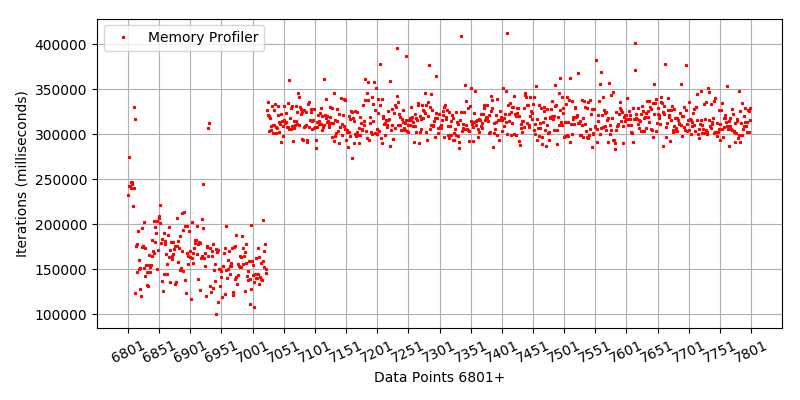 Memory Profiler
400000
350000
300000
250000
200000
150000
100000
Iterations (milliseconds)
6801 6851 6901 6951 7001 7051 7101 7151 7201 7251 7301 7351 7401 7451 7501 7551 7601 7651 7701 7751 7801
Data Points 6801+